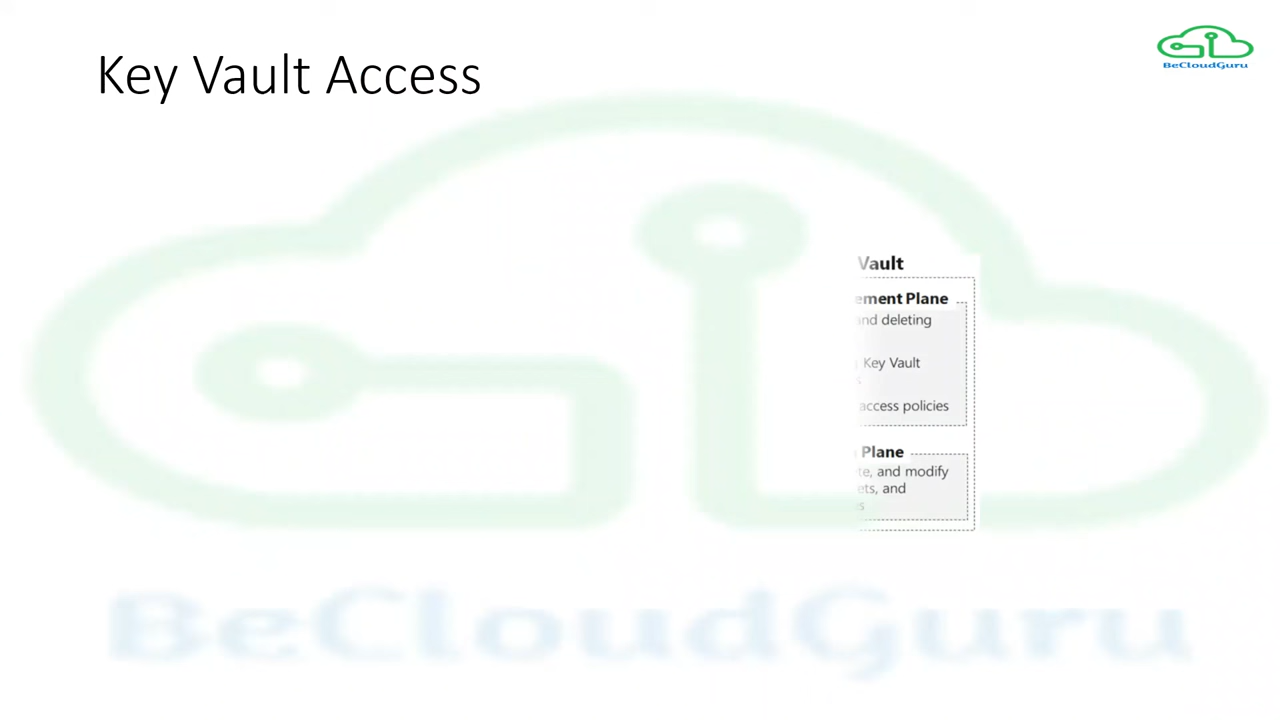 Key Vault Access
BeCloudGuru
Vault
ement Plane
and deleting
Key Vault
access policies
Plane
te, and modify
ets, and
BeCloudGuru